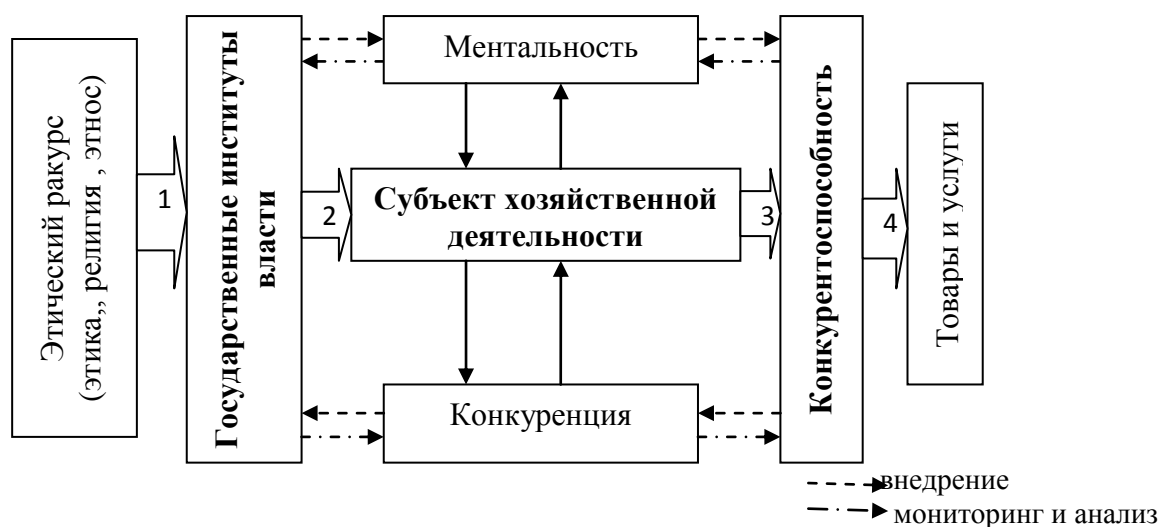 Этический ракурс
(этика,, религия , этнос)
1
Государственные институты
власти
2
Ментальность
Субъект хозяйственной
деятельности
Конкуренция
3
Конкурентоспособность
4
Товары и услуги
внедрение
мониторинг и анализ